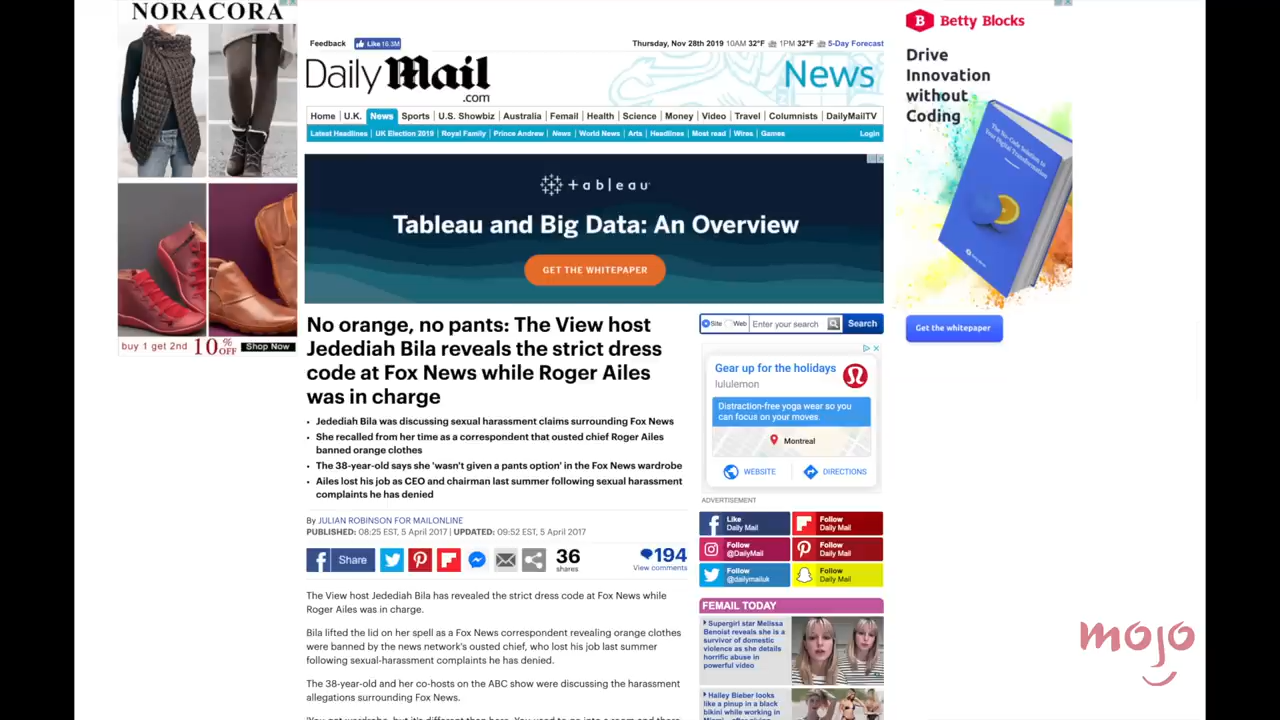 NORACORA
buy 1 get 2nd 10% OFF Shop Now
Feedback Like 16.3M
Thursday, Nov 28th 2019 10AM 32°F 1PM 32°F 5-Day Forecast
Daily Mail .com
News
Home U.K. News Sports U.S. Showbiz Australia Femail Health Science Money Video Travel Columnists DailyMailTV
Latest Headlines UK Election 2019 Royal Family Prince Andrew News World News Arts Headlines Most read Wires Games Login
+ableau
Tableau and Big Data: An Overview
GET THE WHITEPAPER
No orange, no pants: The View host
Jedediah Bila reveals the strict dress
code at Fox News while Roger Ailes
was in charge
• Jedediah Bila was discussing sexual harassment claims surrounding Fox News
• She recalled from her time as a correspondent that ousted chief Roger Ailes
banned orange clothes
• The 38-year-old says she 'wasn't given a pants option' in the Fox News wardrobe
• Ailes lost his job as CEO and chairman last summer following sexual harassment
complaints he has denied
By JULIAN ROBINSON FOR MAILONLINE
PUBLISHED: 08:25 EST, 5 April 2017 | UPDATED: 09:52 EST, 5 April 2017
Share
36
shares
194
View comments
The View host Jedediah Bila has revealed the strict dress code at Fox News while
Roger Ailes was in charge.
Bila lifted the lid on her spell as a Fox News correspondent revealing orange clothes
were banned by the news network's ousted chief, who lost his job last summer
following sexual-harassment complaints he has denied.
The 38-year-old and her co-hosts on the ABC show were discussing the harassment
allegations surrounding Fox News.
Site Web Enter your search Search
Gear up for the holidays
lululemon
Distraction-free yoga wear so you
can focus on your moves.
Montreal
WEBSITE DIRECTIONS
ADVERTISEMENT
Like
Daily Mail
Follow
Daily Mail
Follow
@DailyMail
Follow
Daily Mail
Follow
@dailymailuk
Follow
Daily Mail
FEMAIL TODAY
Supergirl star Melissa
Benoist reveals she is a
survivor of domestic
violence as she details
horrific abuse in
powerful video
Hailey Bieber looks
like a pinup in a black
bikini while working in
B Betty Blocks
Drive
Innovation
without
Coding
The No-Code Solution to
Your Digital Transformation
Get the whitepaper
mojo